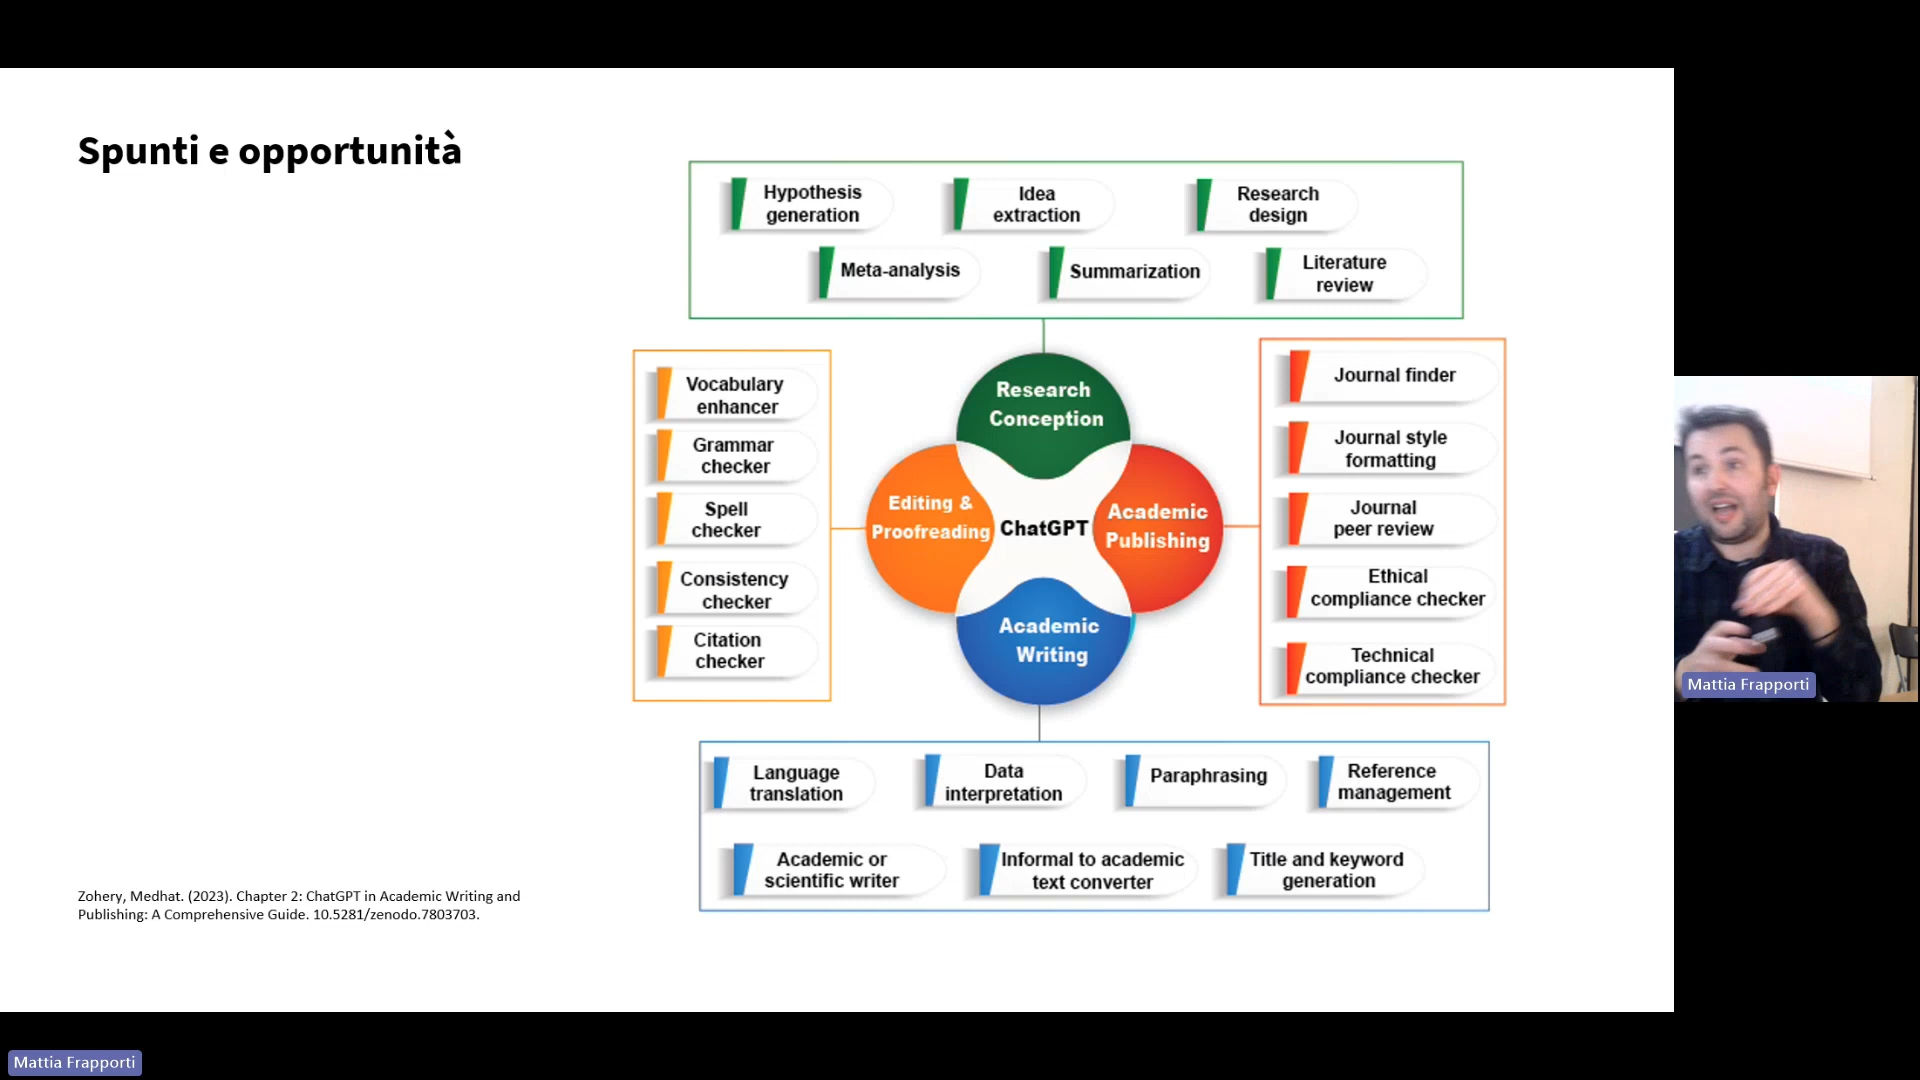 Spunti e opportunità
Hypothesis
generation
Idea
extraction
Research
design
Meta-analysis
Summarization
Literature
review
Vocabulary
enhancer
Grammar
checker
Spell
checker
Consistency
checker
Citation
checker
Research
Conception
Editing &
Proofreading
ChatGPT
Academic
Publishing
Academic
Writing
Journal finder
Journal style
formatting
Journal
peer review
Ethical
compliance checker
Technical
compliance checker
Language
translation
Data
interpretation
Paraphrasing
Reference
management
Academic or
scientific writer
Informal to academic
text converter
Title and keyword
generation
Zohery, Medhat. (2023). Chapter 2: ChatGPT in Academic Writing and
Publishing: A Comprehensive Guide. 10.5281/zenodo.7803703.
Mattia Frapporti
Mattia Frapporti